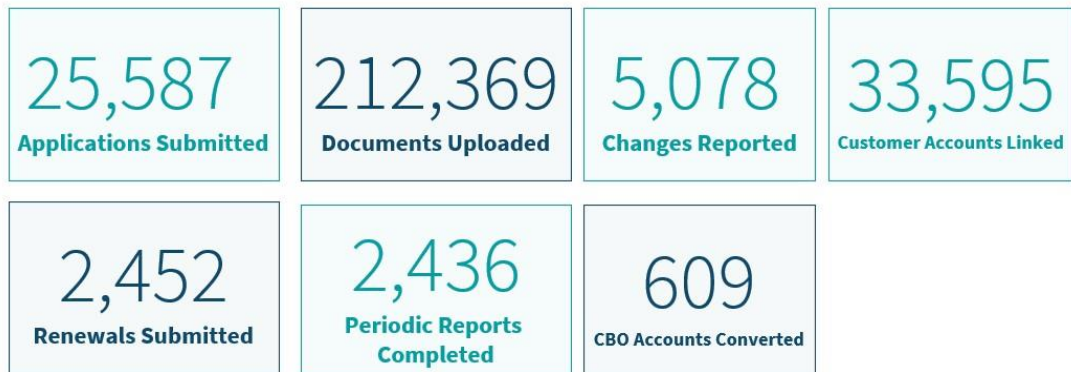 25,587
Applications Submitted
212,369
Documents Uploaded
5,078
Changes Reported
33,595
Customer Accounts Linked
2,452
Renewals Submitted
2,436
Periodic Reports
Completed
609
CBO Accounts Converted